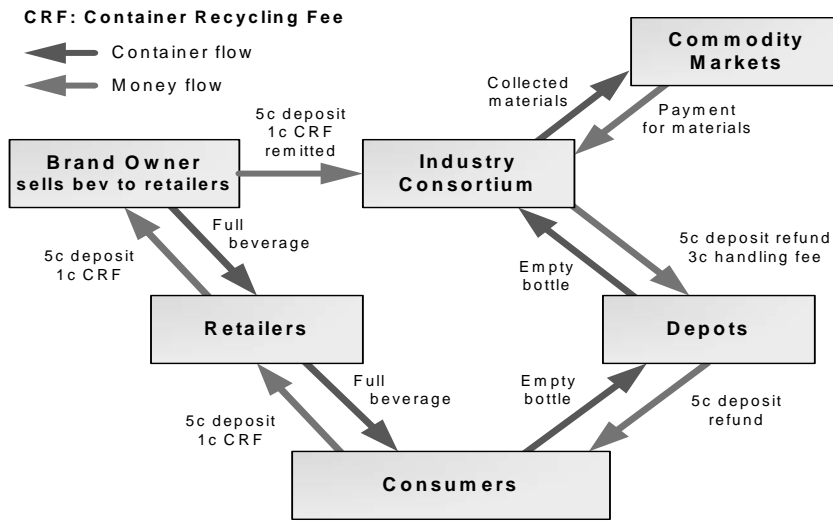 CRF: Container Recycling Fee
Container flow
Money flow
Commodity
Markets
Collected
materials
Payment
for materials
5c deposit
1c CRF
remitted
Brand Owner
sells bev to retailers
Industry
Consortium
Full
beverage
5c deposit
1c CRF
5c deposit refund
3c handling fee
Empty
bottle
Retailers
Depots
Full
beverage
Empty
bottle
5c deposit
1c CRF
5c deposit
refund
Consumers